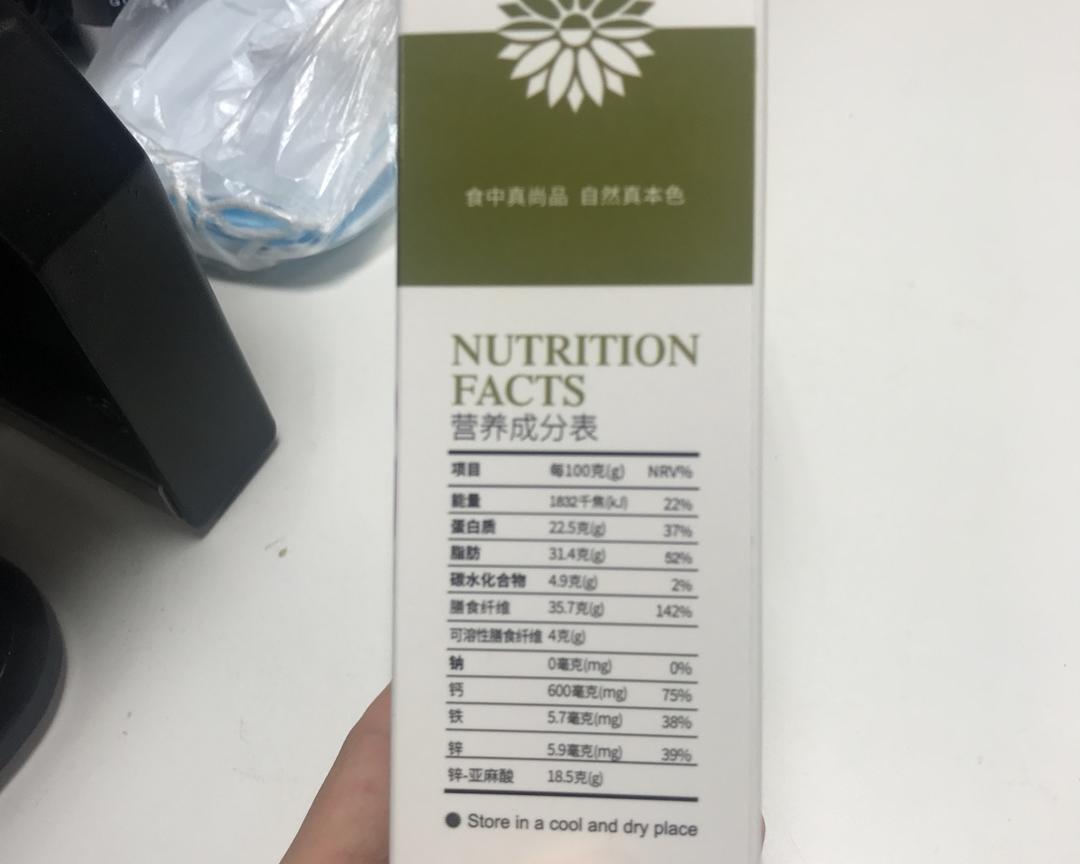 食中真尚品 自然真本色
NUTRITION
FACTS
营养成分表
项目 每100克(g) NRV%
能量 1832千焦(kJ) 22%
蛋白质 22.5克(g) 37%
脂肪 31.4克(g) 52%
碳水化合物 4.9克(g) 2%
膳食纤维 35.7克(g) 142%
可溶性膳食纤维 4克(g)
钠 0毫克(mg) 0%
钙 600毫克(mg) 75%
铁 5.7毫克(mg) 38%
锌 5.9毫克(mg) 39%
锌-亚麻酸 18.5克(g)
Store in a cool and dry place